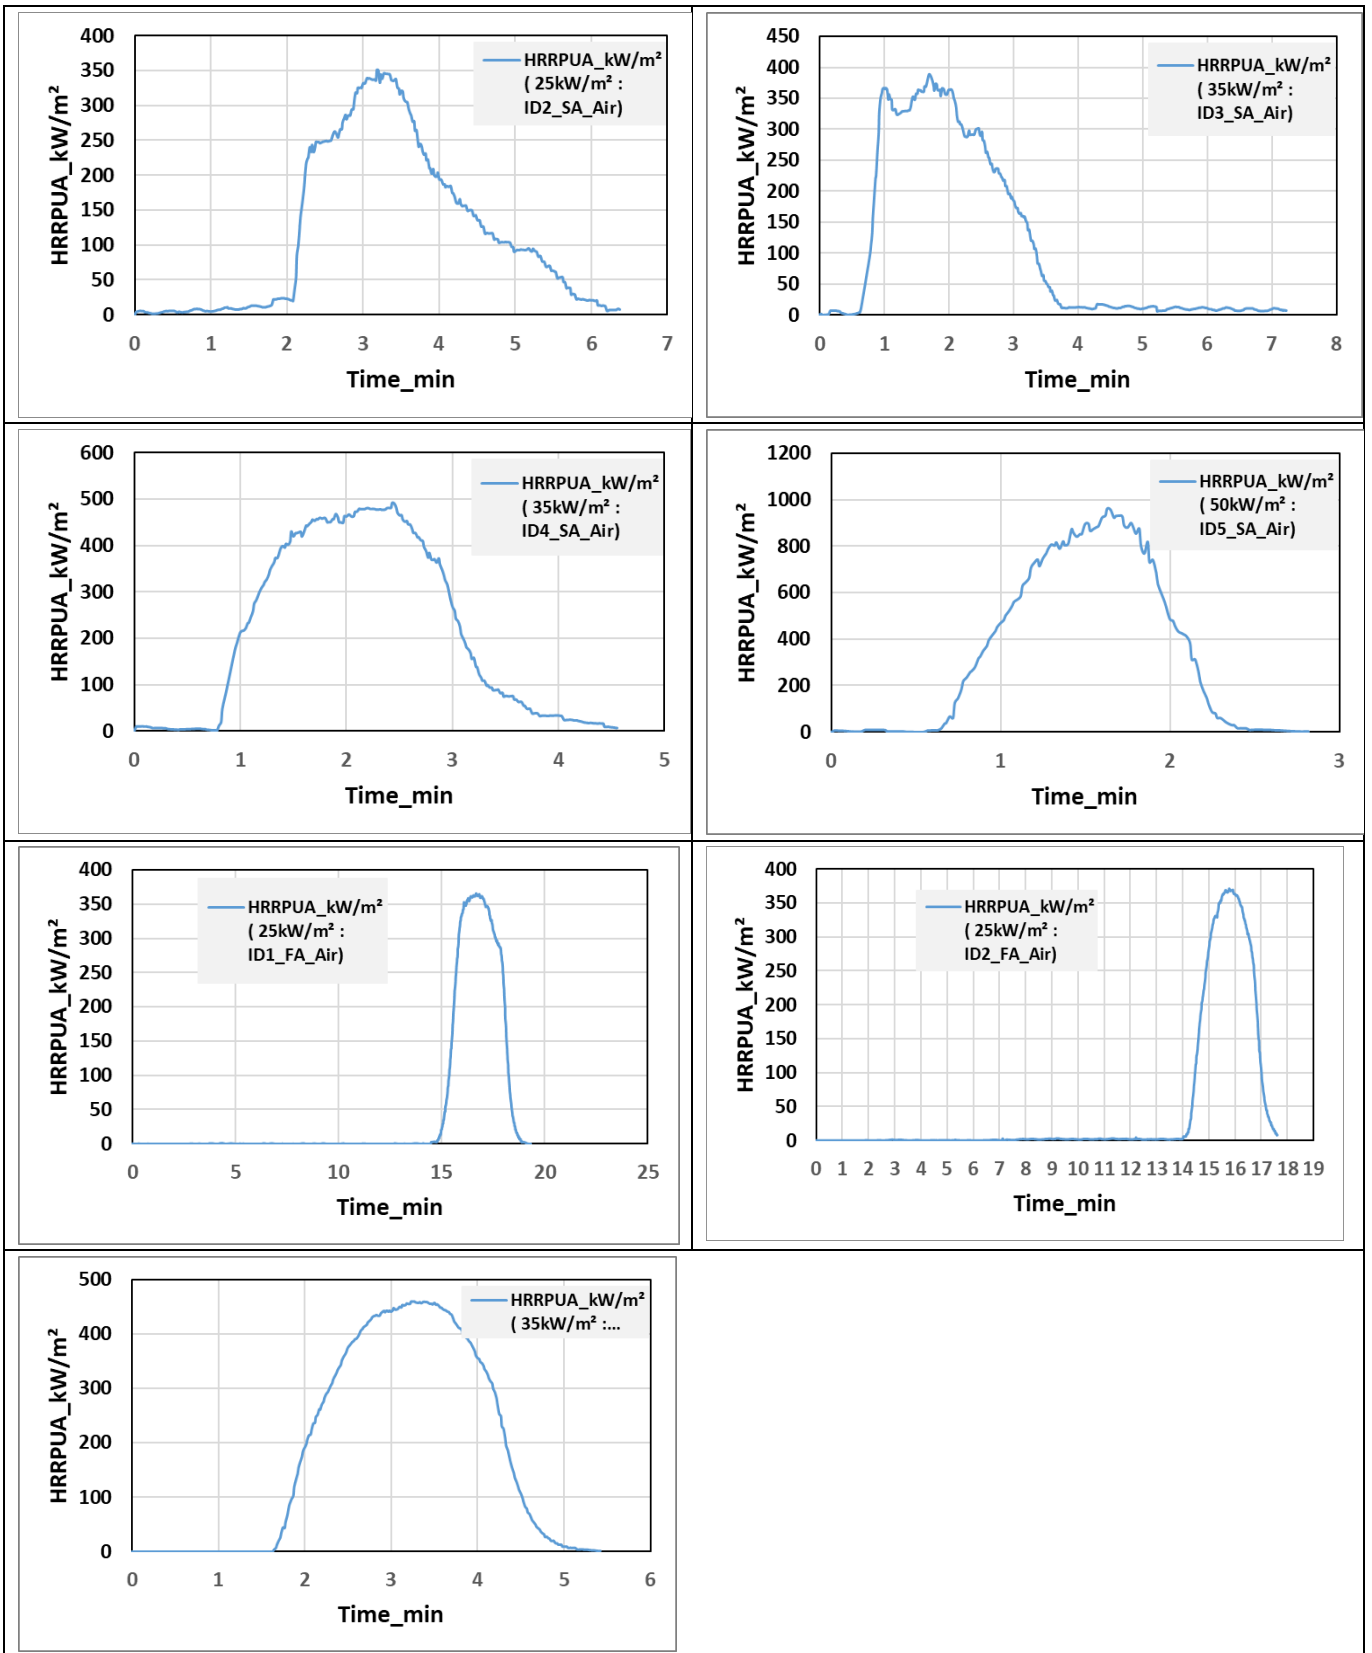 400
350
300
250
200
150
100
50
0
HRRPUA_kW/m²
HRRPUA_kW/m²
( 25kW/m² :
ID2_SA_Air)
0 1 2 3 4 5 6 7
Time_min
450
400
350
300
250
200
150
100
50
0
HRRPUA_kW/m²
HRRPUA_kW/m²
( 35kW/m² :
ID3_SA_Air)
0 1 2 3 4 5 6 7 8
Time_min
600
500
400
300
200
100
0
HRRPUA_kW/m²
HRRPUA_kW/m²
( 35kW/m² :
ID4_SA_Air)
0 1 2 3 4 5
Time_min
1200
1000
800
600
400
200
0
HRRPUA_kW/m²
HRRPUA_kW/m²
( 50kW/m² :
ID5_SA_Air)
0 1 2 3
Time_min
400
350
300
250
200
150
100
50
0
HRRPUA_kW/m²
HRRPUA_kW/m²
( 25kW/m² :
ID1_FA_Air)
0 5 10 15 20 25
Time_min
400
350
300
250
200
150
100
50
0
HRRPUA_kW/m²
HRRPUA_kW/m²
( 25kW/m² :
ID2_FA_Air)
0 1 2 3 4 5 6 7 8 9 10 11 12 13 14 15 16 17 18 19
Time_min
500
400
300
200
100
0
HRRPUA_kW/m²
HRRPUA_kW/m²
( 35kW/m² :...
0 1 2 3 4 5 6
Time_min